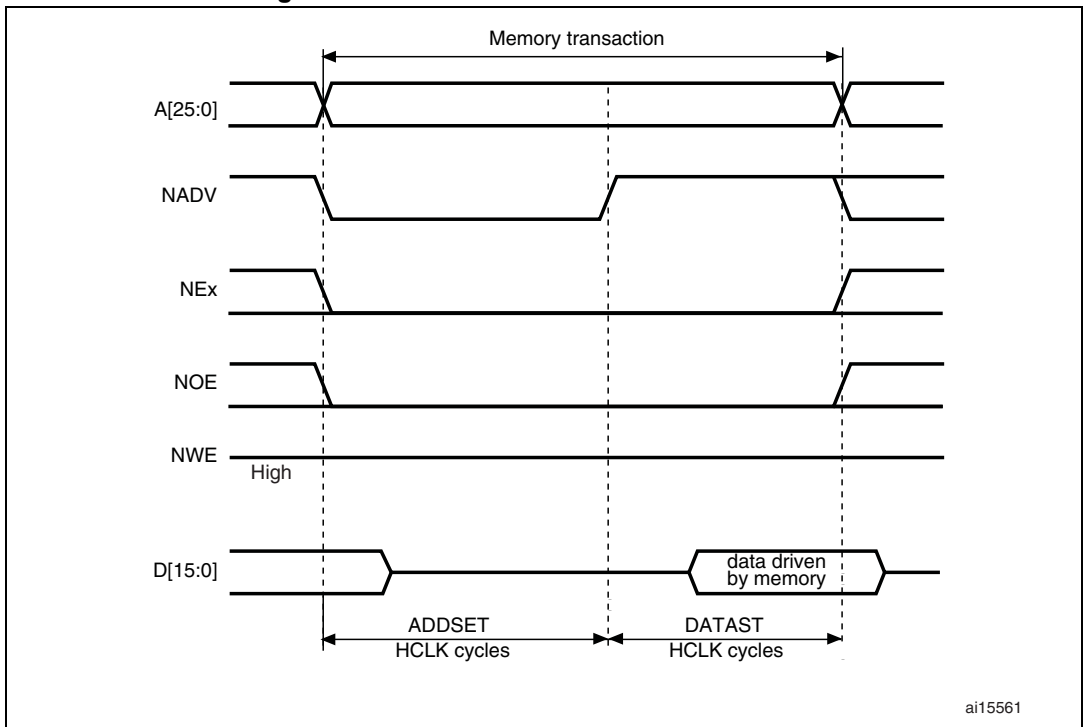 Memory transaction
A[25:0]
NADV
NEx
NOE
NWE
High
D[15:0]
data driven
by memory
ADDSET
HCLK cycles
DATAST
HCLK cycles
ai15561